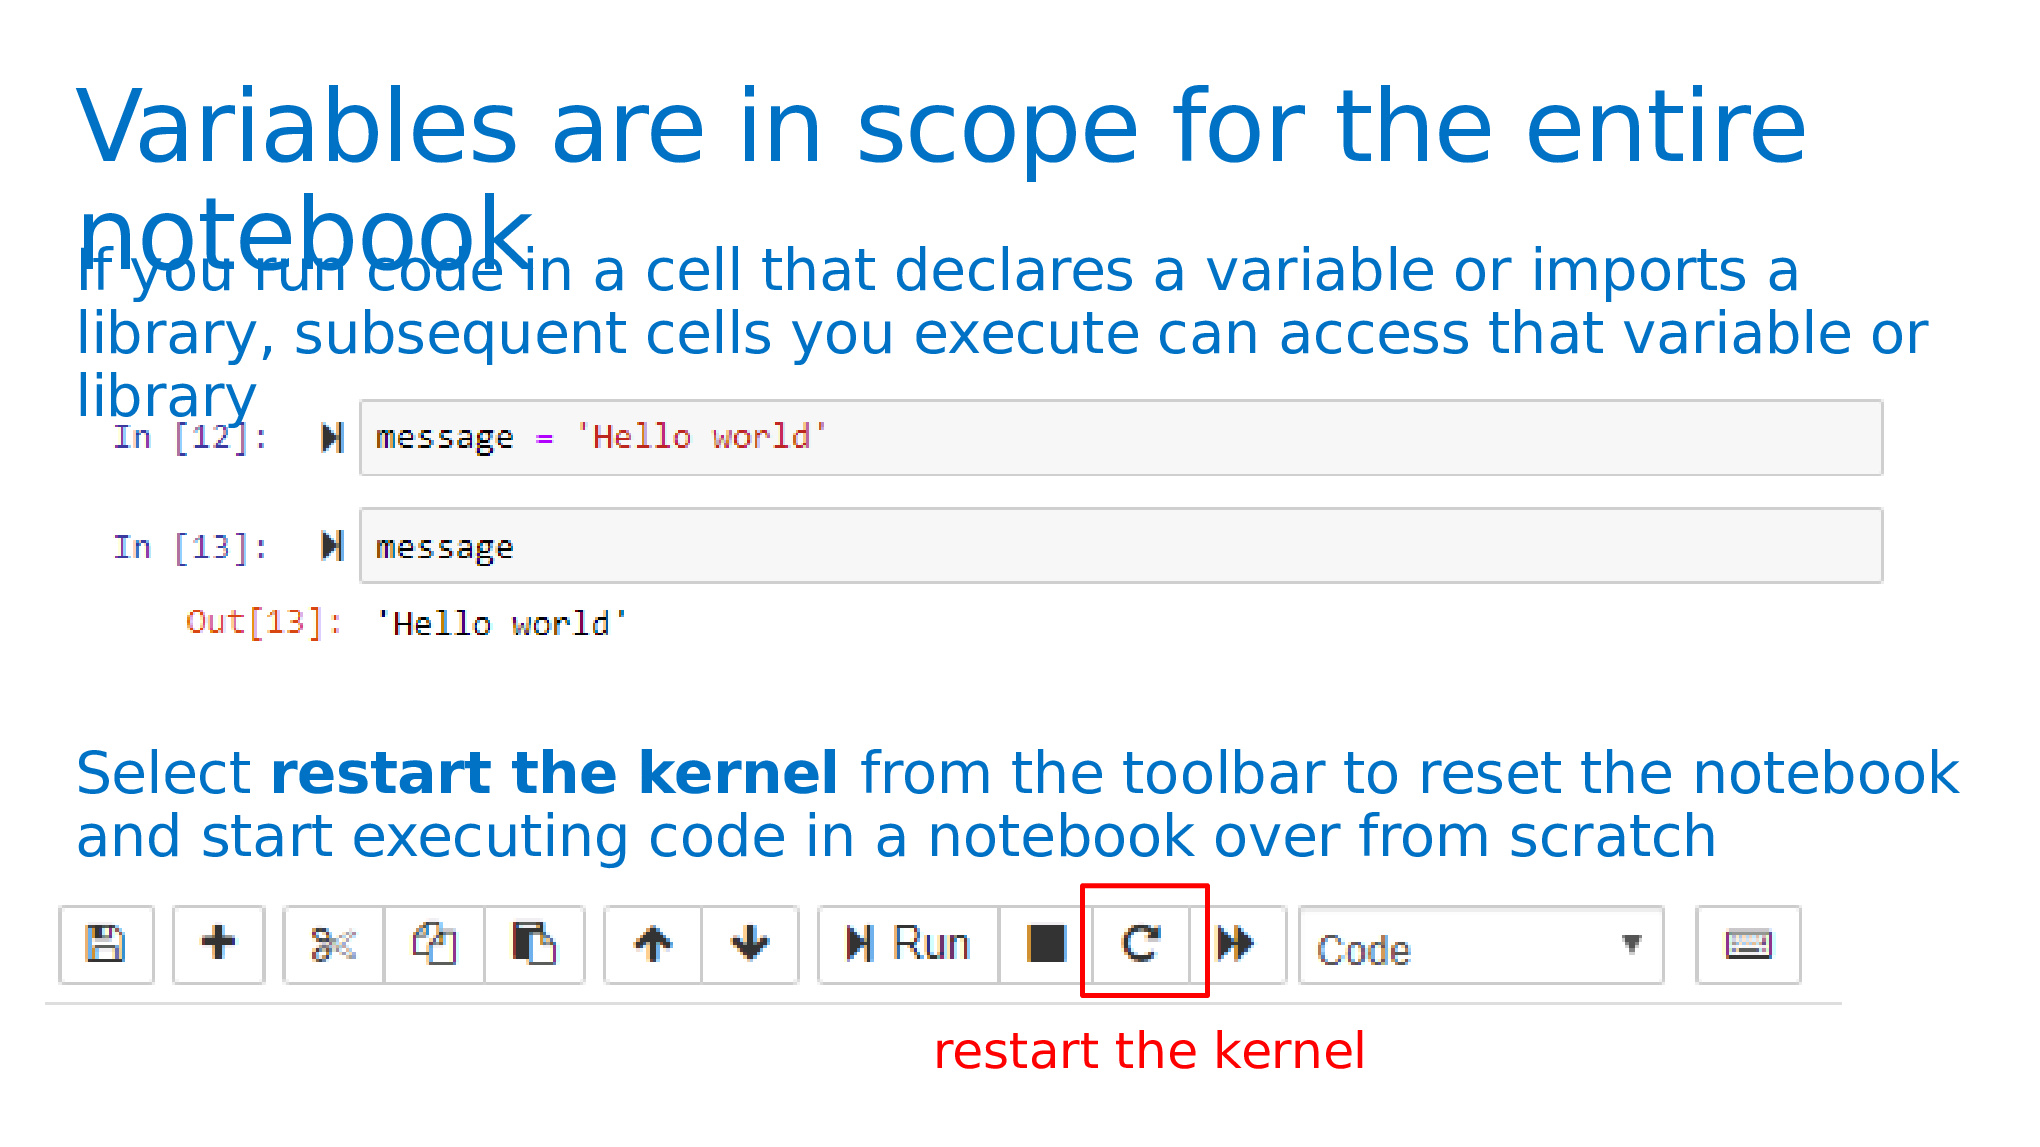 Variables are in scope for the entire
notebook
If you run code in a cell that declares a variable or imports a
library, subsequent cells you execute can access that variable or
library
In [12]: message = 'Hello world'
In [13]: message
Out[13]: 'Hello world'
Select restart the kernel from the toolbar to reset the notebook
and start executing code in a notebook over from scratch
Run Code
restart the kernel